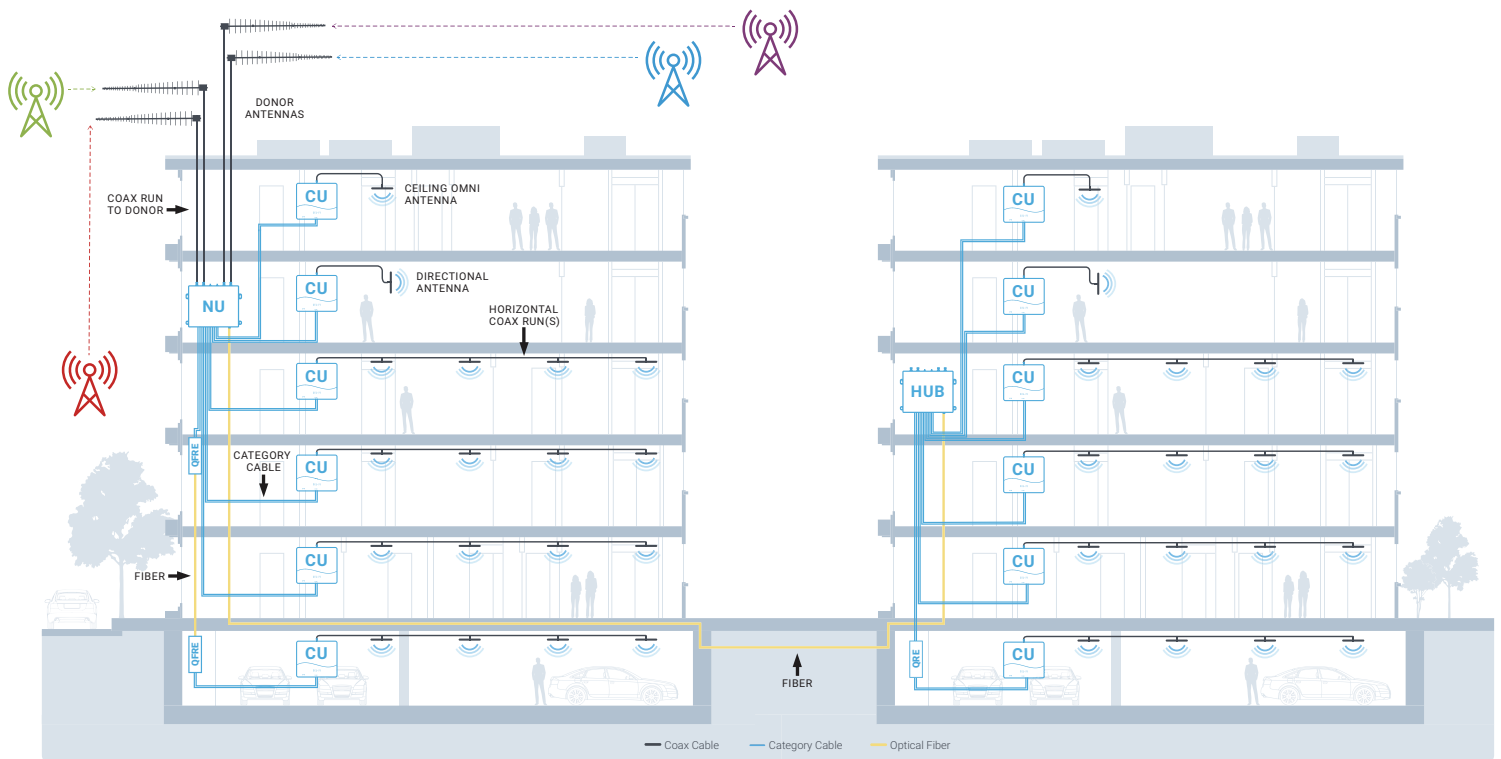 DONOR
ANTENNAS
COAX RUN
TO DONOR
CU
CEILING OMNI
ANTENNA
CU
NU
CU
DIRECTIONAL
ANTENNA
CU
HORIZONTAL
COAX RUN(S)
CU
CU
HUB
QFRE
CATEGORY
CABLE
CU
CU
FIBER
CU
CU
QFRE
CU
QRE
CU
FIBER
Coax Cable
Category Cable
Optical Fiber